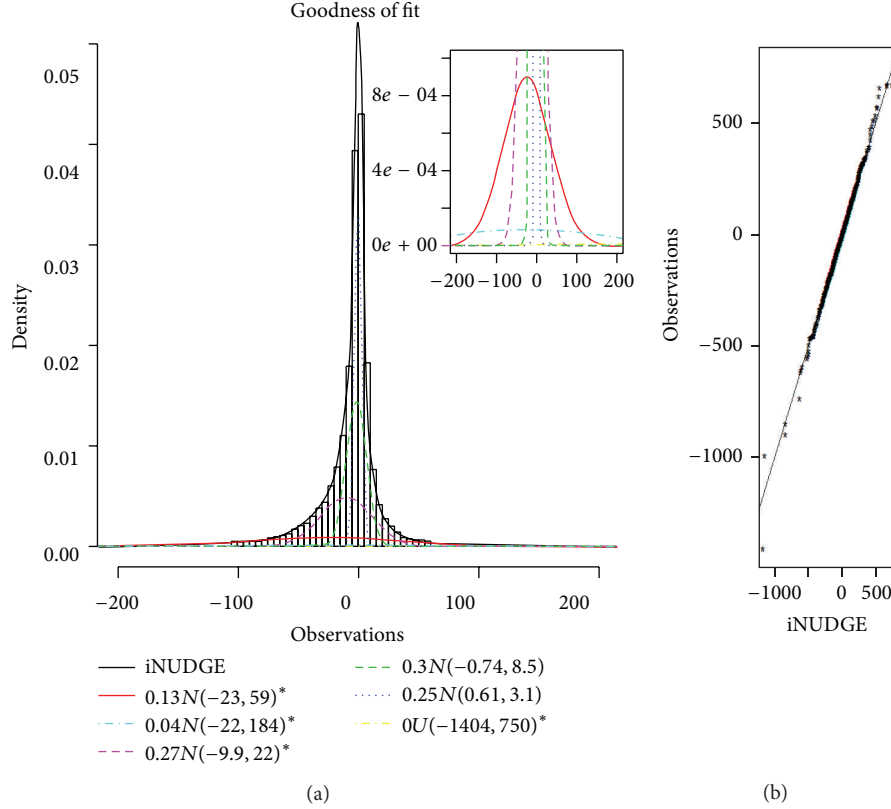 Goodness of fit
0.05
0.04
0.03
0.02
0.01
0.00
Density
8e − 04
4e − 04
0e + 00
−200 −100 0 100 200
−200 −100 0 100 200
Observations
iNUDGE
0.13N(−23, 59)*
0.04N(−22, 184)*
0.27N(−9.9, 22)*
0.3N(−0.74, 8.5)
0.25N(0.61, 3.1)
0U(−1404, 750)*
(a)
500
0
−500
−1000
Observations
−1000 0 500
iNUDGE
(b)